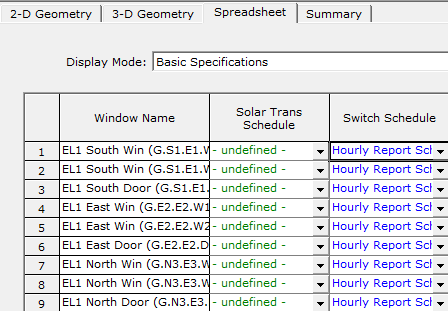 2-D Geometry 3-D Geometry Spreadsheet Summary
Display Mode: Basic Specifications
Window Name Solar Trans Schedule Switch Schedule
1 EL1 South Win (G.S1.E1.W - undefined - Hourly Report Sch
2 EL1 South Win (G.S1.E1.W - undefined - Hourly Report Sch
3 EL1 South Door (G.S1.E1. - undefined - Hourly Report Sch
4 EL1 East Win (G.E2.E2.W1 - undefined - Hourly Report Sch
5 EL1 East Win (G.E2.E2.W2 - undefined - Hourly Report Sch
6 EL1 East Door (G.E2.E2.D - undefined - Hourly Report Sch
7 EL1 North Win (G.N3.E3.W - undefined - Hourly Report Sch
8 EL1 North Win (G.N3.E3.W - undefined - Hourly Report Sch
9 EL1 North Door (G.N3.E3. - undefined - Hourly Report Sch